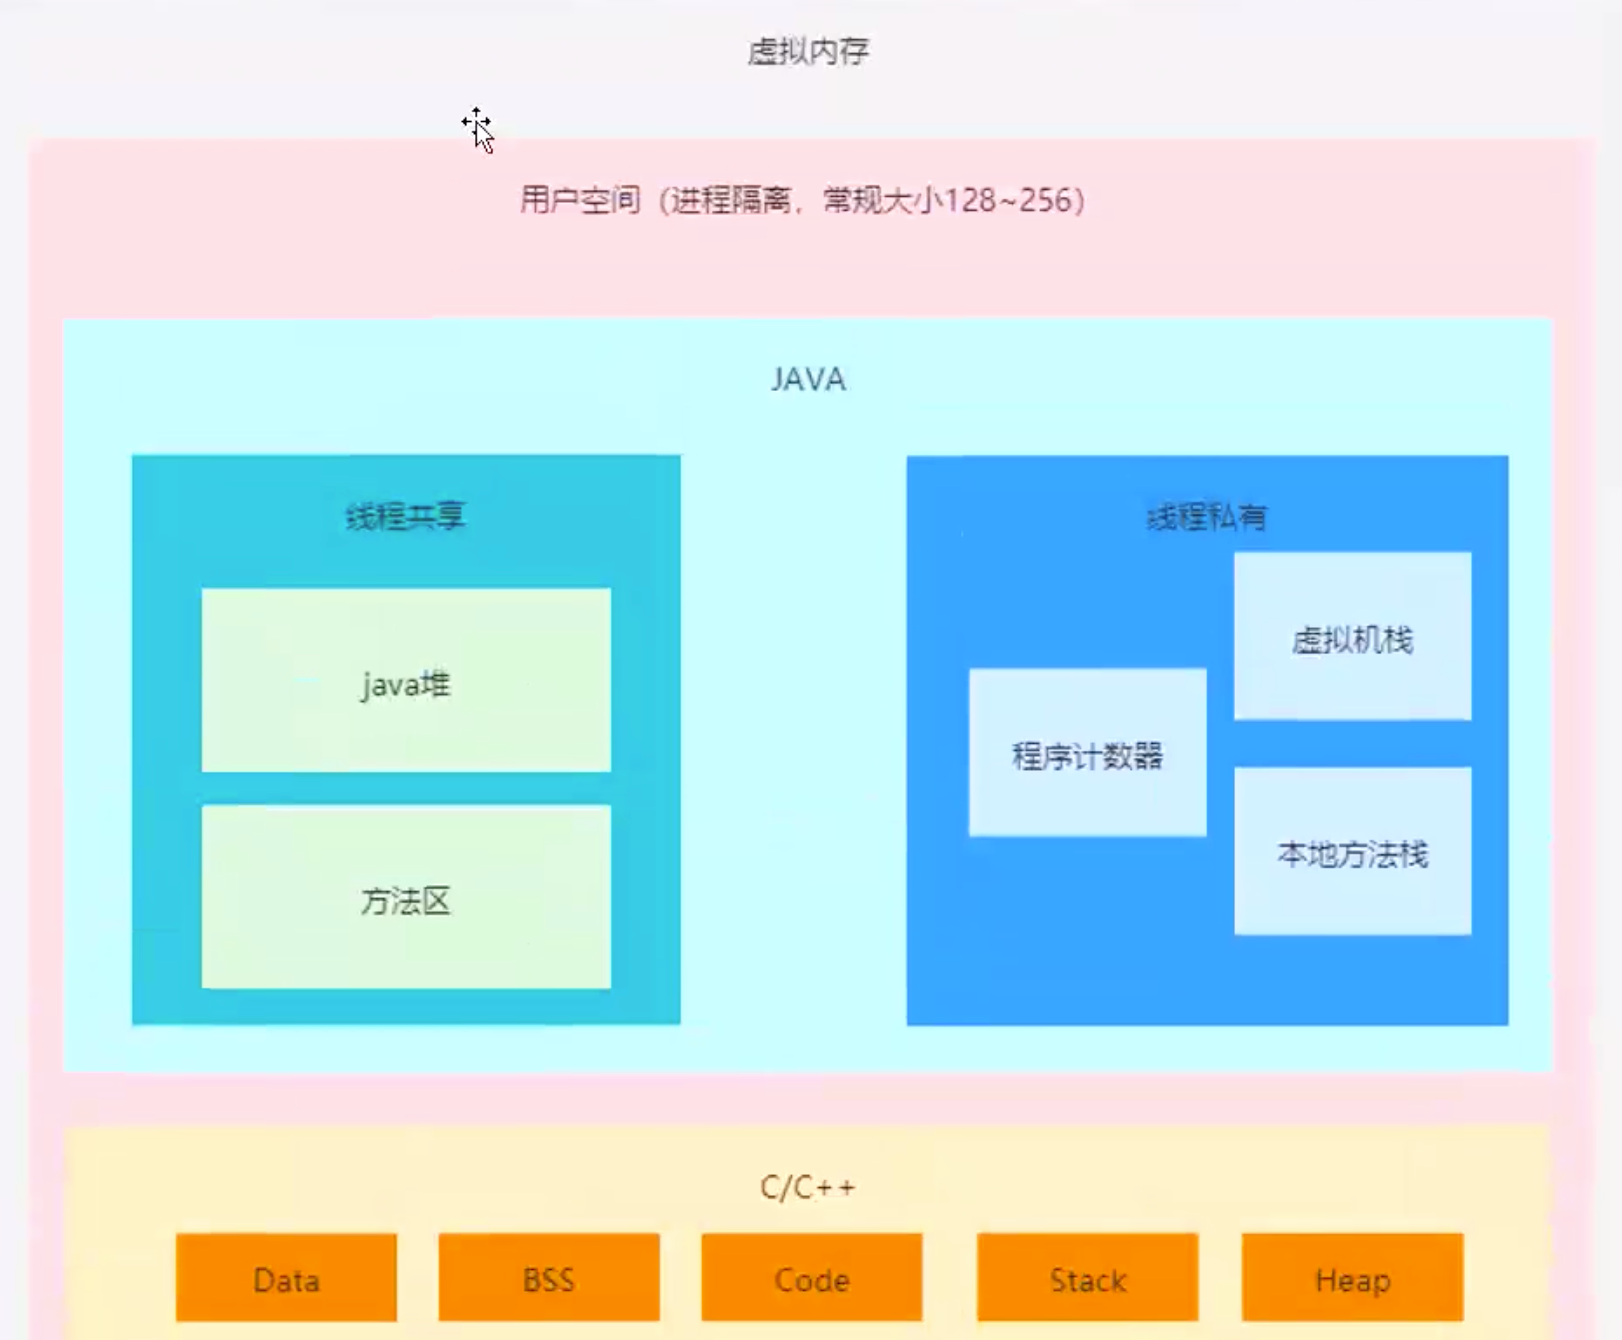 虚拟内存
用户空间（进程隔离，常规大小128~256）
JAVA
线程共享
java堆
方法区
线程私有
虚拟机栈
程序计数器
本地方法栈
C/C++
Data
BSS
Code
Stack
Heap